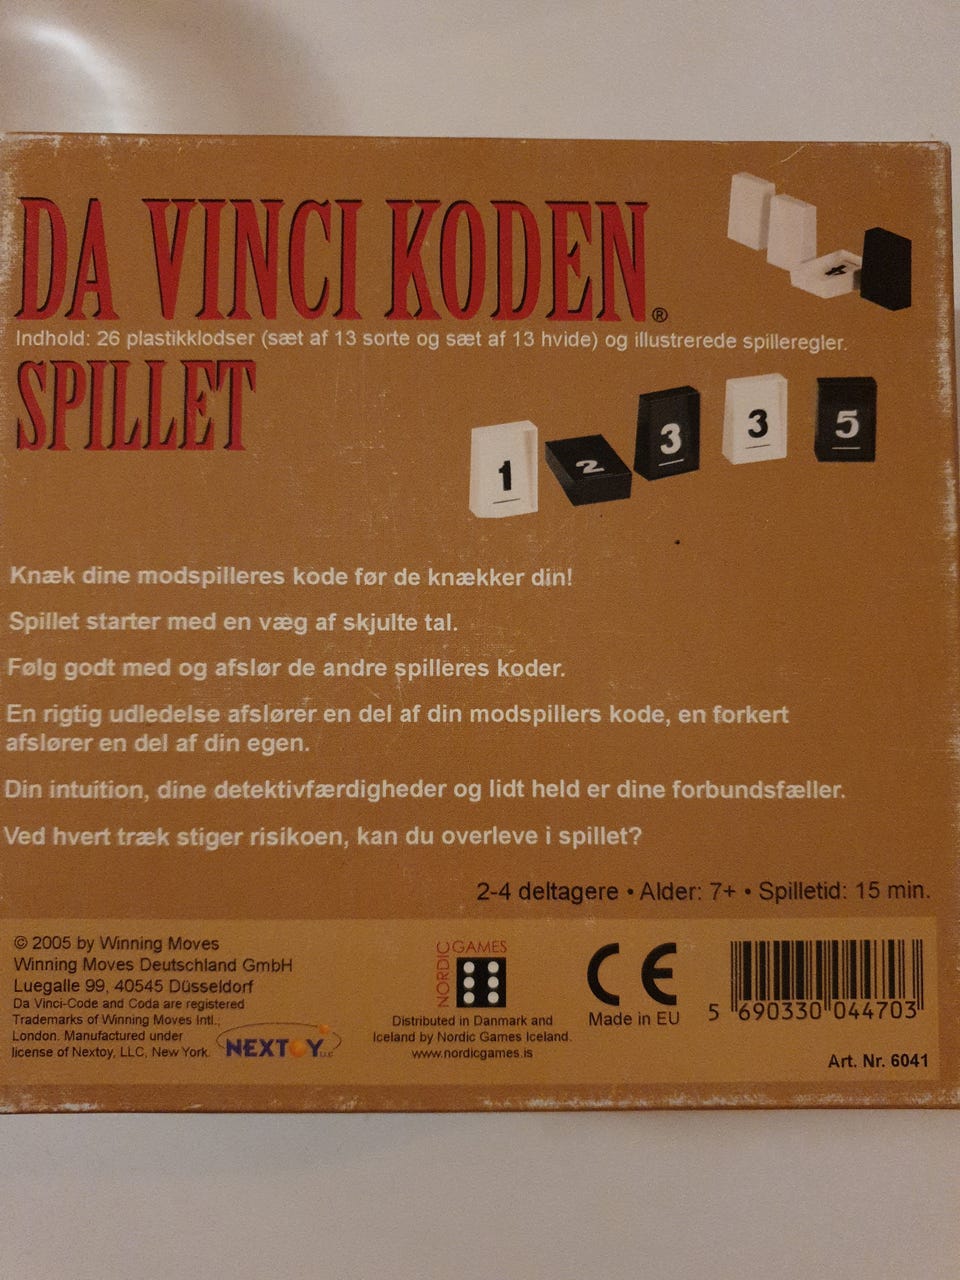 DA VINCI KODEN®
Indhold: 26 plastikklodser (sæt af 13 sorte og sæt af 13 hvide) og illustrerede spilleregler.
SPILLET
4
1 2 3 3 5
Knæk dine modspilleres kode før de knækker din!
Spillet starter med en væg af skjulte tal.
Følg godt med og afslør de andre spilleres koder.
En rigtig udledelse afslører en del af din modspillers kode, en forkert
afslører en del af din egen.
Din intuition, dine detektivfærdigheder og lidt held er dine forbundsfæller.
Ved hvert træk stiger risikoen, kan du overleve i spillet?
2-4 deltagere • Alder: 7+ • Spilletid: 15 min.
© 2005 by Winning Moves
Winning Moves Deutschland GmbH
Luegalle 99, 40545 Düsseldorf
Da Vinci-Code and Coda are registered
Trademarks of Winning Moves Intl.;
London. Manufactured under
license of Nextoy, LLC, New York.
NEXTOY LLC
NORDIC GAMES
Distributed in Danmark and
Iceland by Nordic Games Iceland.
www.nordicgames.is
CE
Made in EU
5 690330 044703
Art. Nr. 6041